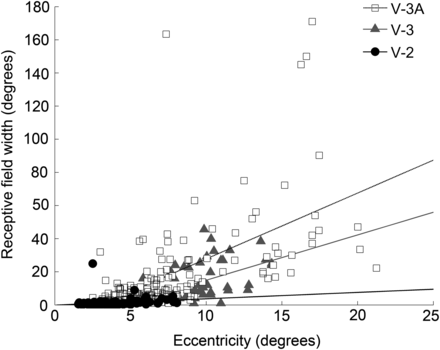 180
160
140
120
100
80
60
40
20
0
Receptive field width (degrees)
V-3A
V-3
V-2
0 5 10 15 20 25
Eccentricity (degrees)